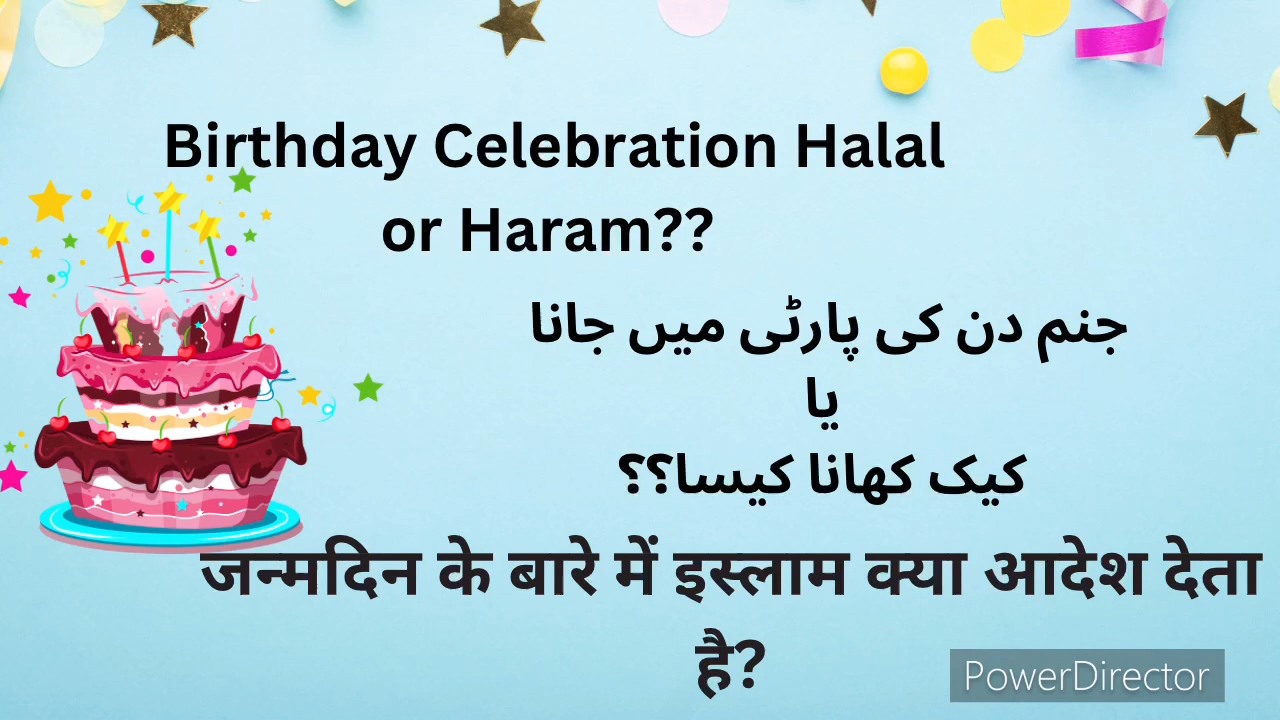 Birthday Celebration Halal
or Haram??
جنم دن کی پارٹی میں جانا
یا
کیک کھانا کیسا؟؟
जन्मदिन के बारे में इस्लाम क्या आदेश देता
है?
PowerDirector